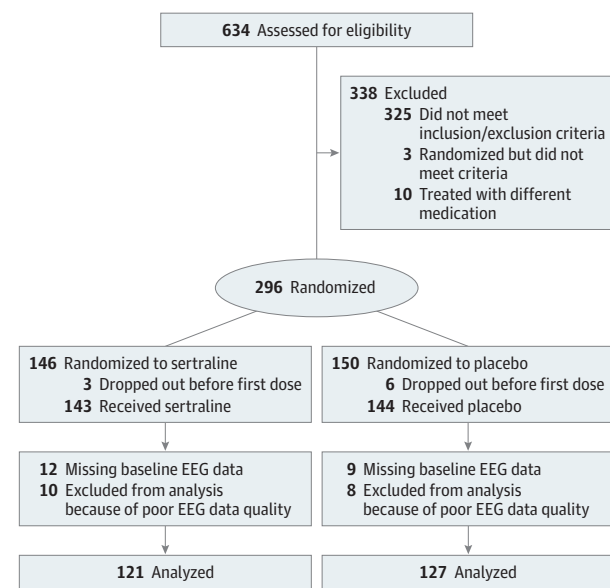 634 Assessed for eligibility
338 Excluded
325 Did not meet
inclusion/exclusion criteria
3 Randomized but did not
meet criteria
10 Treated with different
medication
296 Randomized
146 Randomized to sertraline
3 Dropped out before first dose
143 Received sertraline
150 Randomized to placebo
6 Dropped out before first dose
144 Received placebo
12 Missing baseline EEG data
10 Excluded from analysis
because of poor EEG data quality
9 Missing baseline EEG data
8 Excluded from analysis
because of poor EEG data quality
121 Analyzed
127 Analyzed